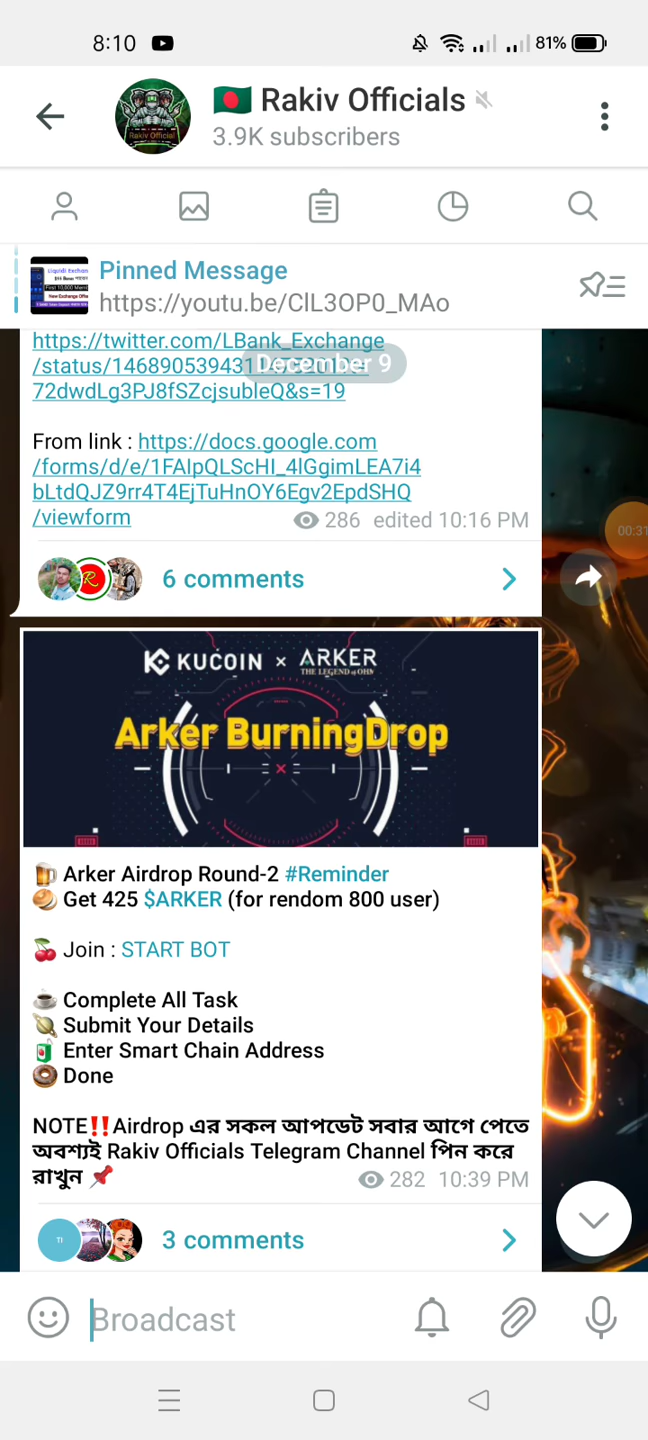 8:10
81%
Rakiv Officials
3.9K subscribers
Pinned Message
https://youtu.be/ClL3OP0_MAo
https://twitter.com/LBank_Exchange
/status/14689053943
December 9
72dwdLg3PJ8fSZcjsubleQ&s=19
From link : https://docs.google.com
/forms/d/e/1FAIpQLScHI_4lGgimLEA7i4
bLtdQJZ9rr4T4EjTuHnOY6Egv2EpdSHQ
/viewform
286 edited 10:16 PM
00:31
6 comments
KUCOIN × ARKER
THE LEGEND of OHM
Arker BurningDrop
Arker Airdrop Round-2 #Reminder
Get 425 $ARKER (for rendom 800 user)
Join : START BOT
Complete All Task
Submit Your Details
Enter Smart Chain Address
Done
NOTE‼️Airdrop এর সকল আপডেট সবার আগে পেতে
অবশ্যই Rakiv Officials Telegram Channel পিন করে
রাখুন 📌 282 10:39 PM
3 comments
Broadcast